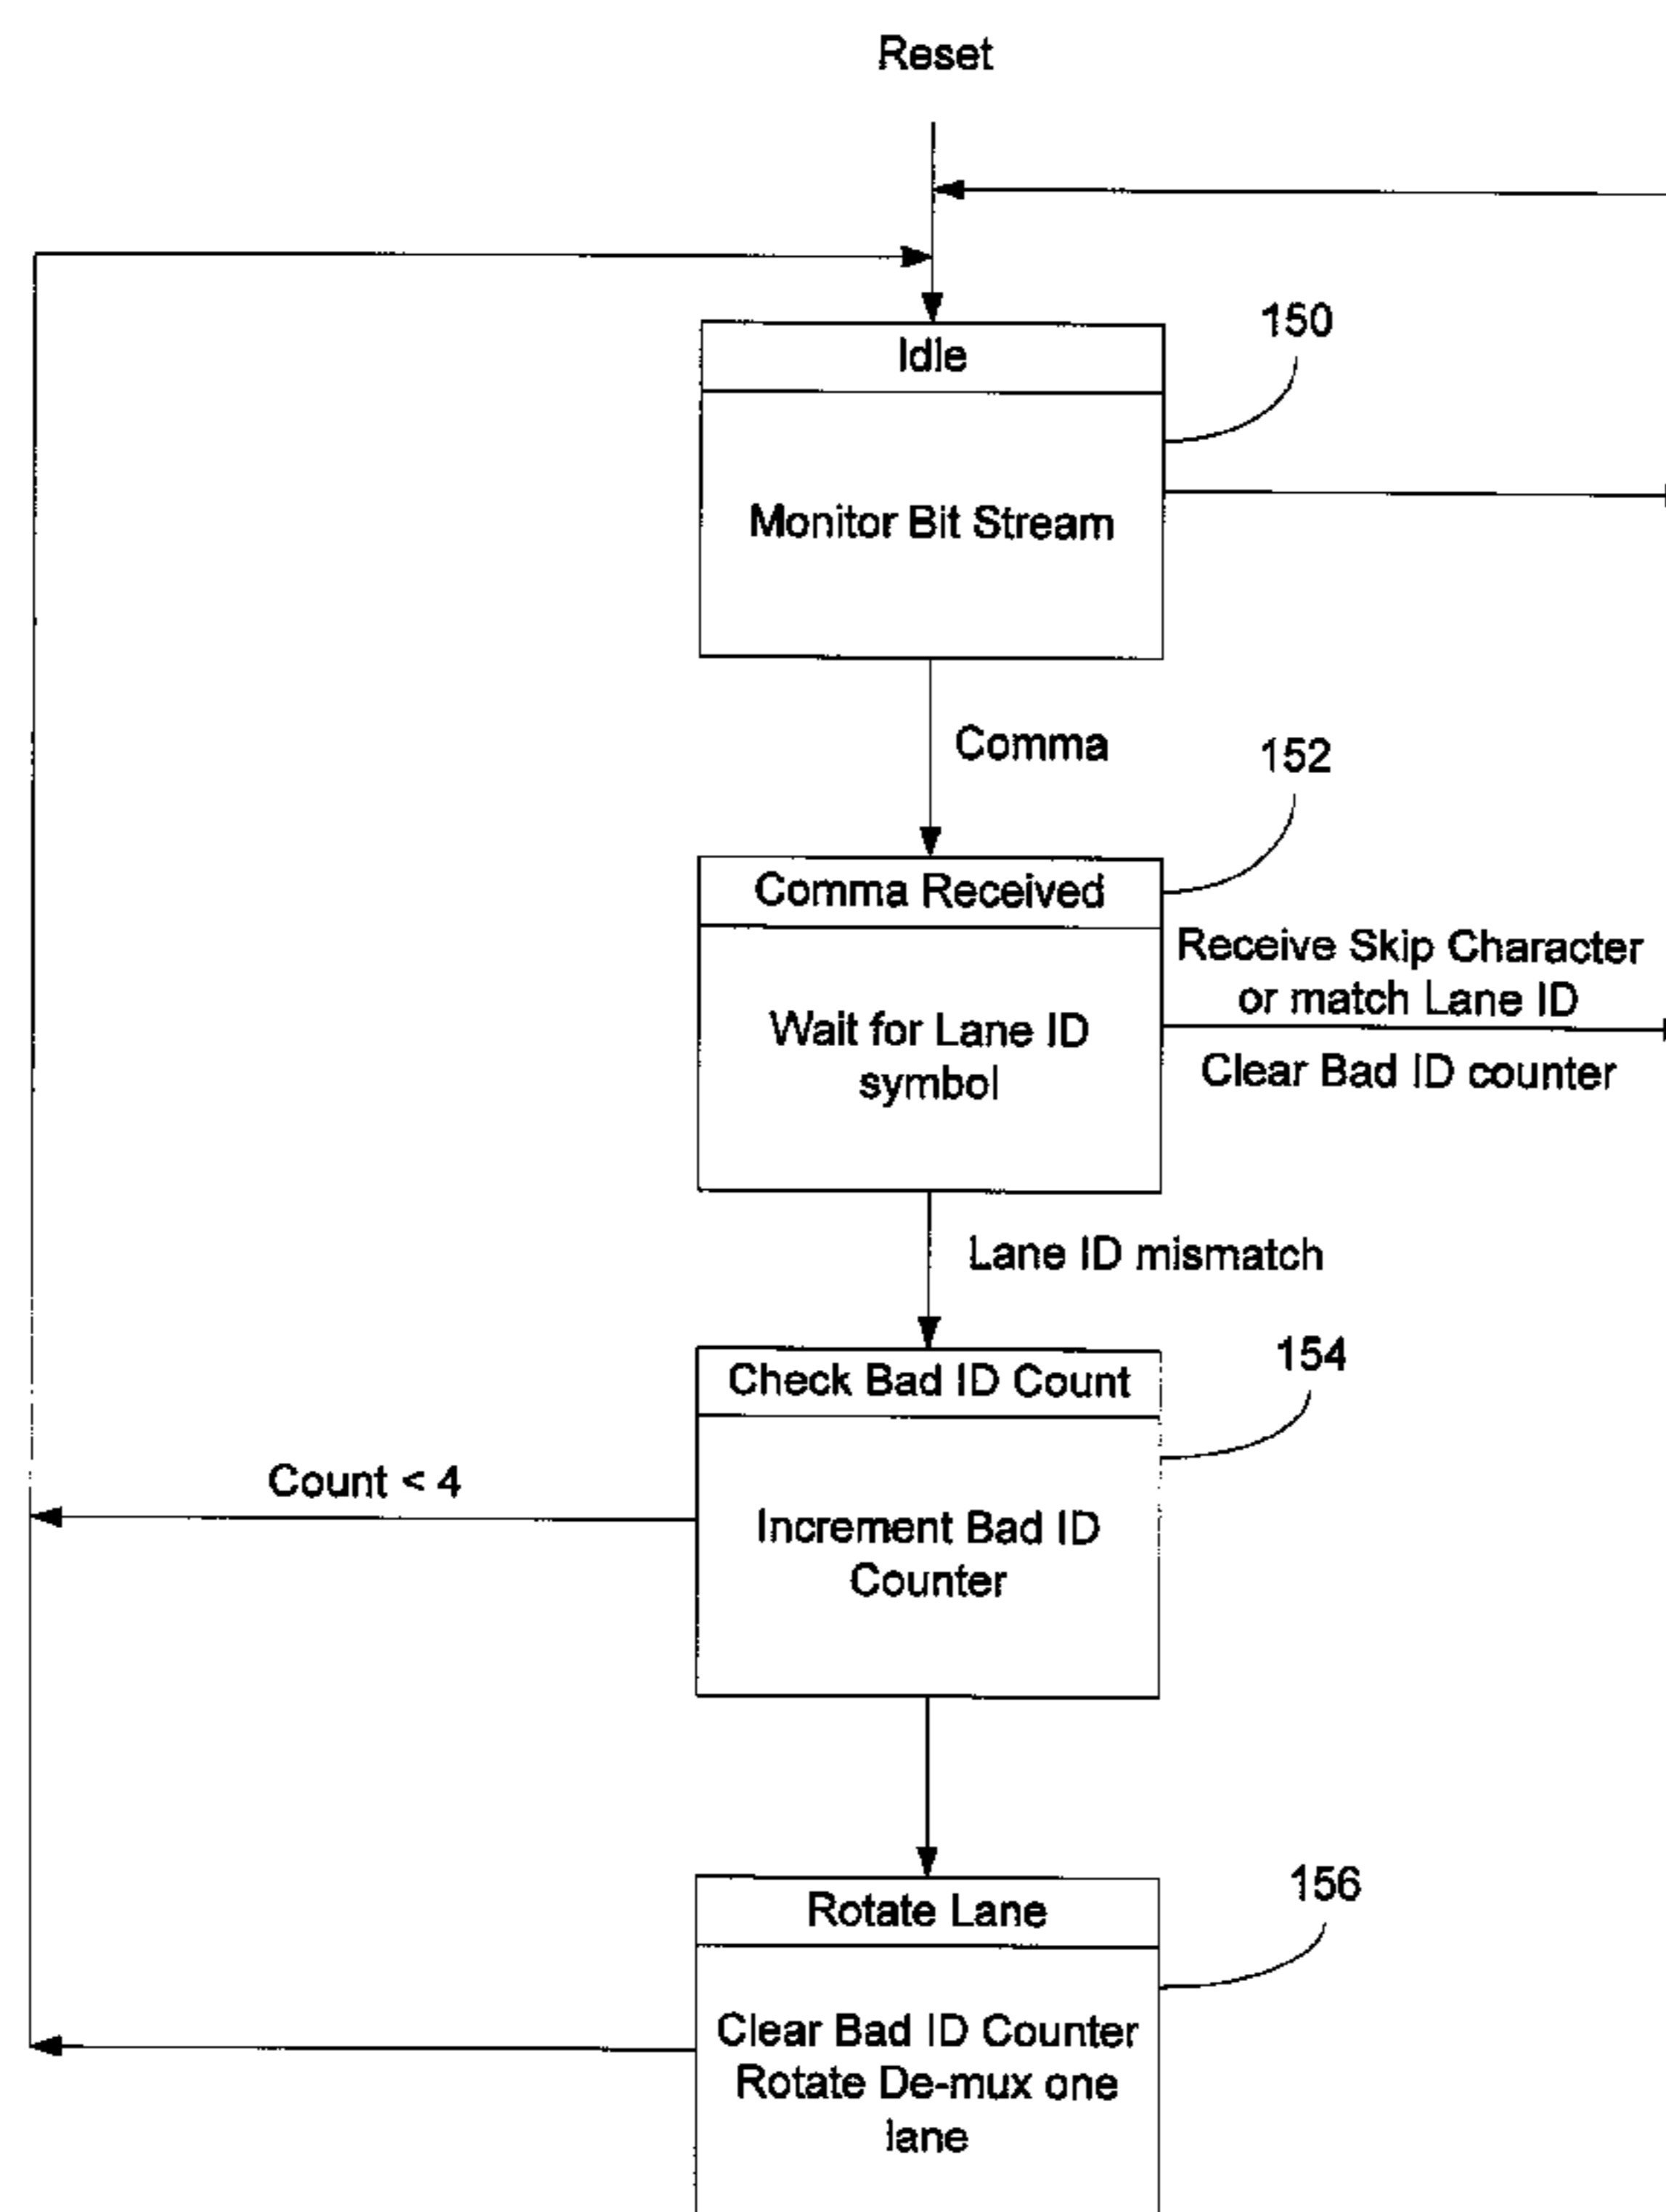 Reset
150
Idle
Monitor Bit Stream
Comma
152
Comma Received
Receive Skip Character
or match Lane ID
Wait for Lane ID
symbol
Clear Bad ID counter
Lane ID mismatch
154
Check Bad ID Count
Count < 4
Increment Bad ID
Counter
156
Rotate Lane
Clear Bad ID Counter
Rotate De-mux one
lane